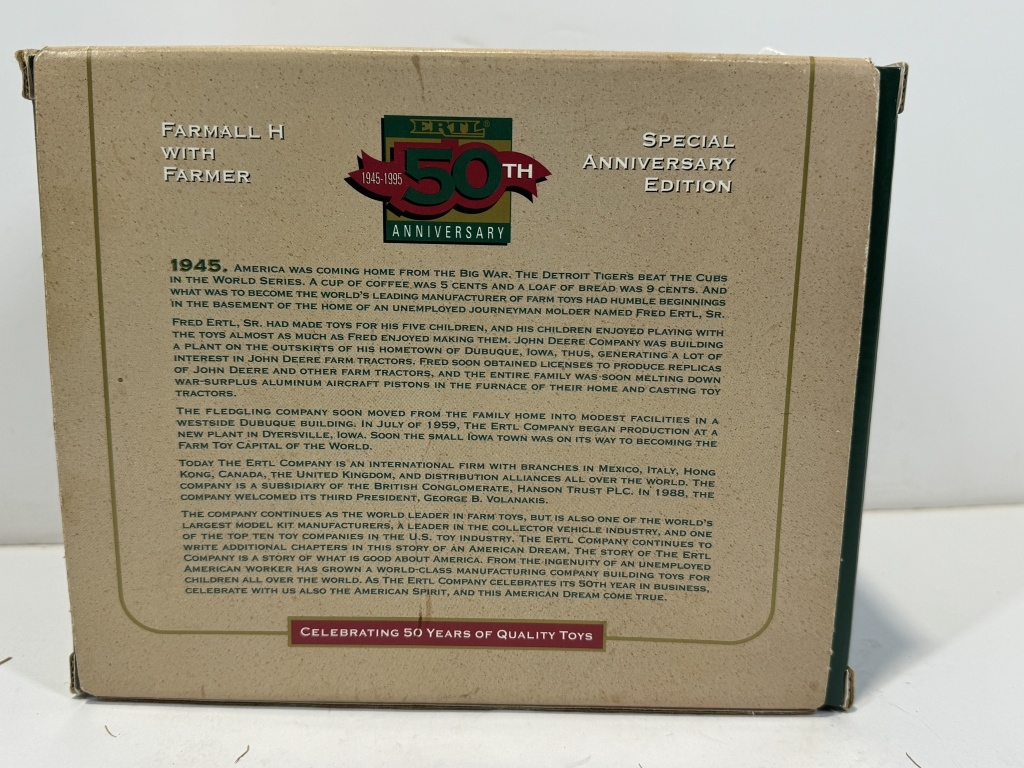 FARMALL H
WITH
FARMER
ERTL®
1945-1995 50TH
ANNIVERSARY
SPECIAL
ANNIVERSARY
EDITION
1945. AMERICA WAS COMING HOME FROM THE BIG WAR. THE DETROIT TIGERS BEAT THE CUBS
IN THE WORLD SERIES. A CUP OF COFFEE WAS 5 CENTS AND A LOAF OF BREAD WAS 9 CENTS. AND
WHAT WAS TO BECOME THE WORLD'S LEADING MANUFACTURER OF FARM TOYS HAD HUMBLE BEGINNINGS
IN THE BASEMENT OF THE HOME OF AN UNEMPLOYED JOURNEYMAN MOLDER NAMED FRED ERTL, SR.
FRED ERTL, SR. HAD MADE TOYS FOR HIS FIVE CHILDREN, AND HIS CHILDREN ENJOYED PLAYING WITH
THE TOYS ALMOST AS MUCH AS FRED ENJOYED MAKING THEM. JOHN DEERE COMPANY WAS BUILDING
A PLANT ON THE OUTSKIRTS OF HIS HOMETOWN OF DUBUQUE, IOWA, THUS, GENERATING A LOT OF
INTEREST IN JOHN DEERE FARM TRACTORS. FRED SOON OBTAINED LICENSES TO PRODUCE REPLICAS
OF JOHN DEERE AND OTHER FARM TRACTORS, AND THE ENTIRE FAMILY WAS SOON MELTING DOWN
WAR-SURPLUS ALUMINUM AIRCRAFT PISTONS IN THE FURNACE OF THEIR HOME AND CASTING TOY
TRACTORS.
THE FLEDGLING COMPANY SOON MOVED FROM THE FAMILY HOME INTO MODEST FACILITIES IN A
WESTSIDE DUBUQUE BUILDING. IN JULY OF 1959, THE ERTL COMPANY BEGAN PRODUCTION AT A
NEW PLANT IN DYERSVILLE, IOWA. SOON THE SMALL IOWA TOWN WAS ON ITS WAY TO BECOMING THE
FARM TOY CAPITAL OF THE WORLD.
TODAY THE ERTL COMPANY IS AN INTERNATIONAL FIRM WITH BRANCHES IN MEXICO, ITALY, HONG
KONG, CANADA, THE UNITED KINGDOM, AND DISTRIBUTION ALLIANCES ALL OVER THE WORLD. THE
COMPANY IS A SUBSIDIARY OF THE BRITISH CONGLOMERATE, HANSON TRUST PLC. IN 1988, THE
COMPANY WELCOMED ITS THIRD PRESIDENT, GEORGE B. VOLANAKIS.
THE COMPANY CONTINUES AS THE WORLD LEADER IN FARM TOYS, BUT IS ALSO ONE OF THE WORLD'S
LARGEST MODEL KIT MANUFACTURERS, A LEADER IN THE COLLECTOR VEHICLE INDUSTRY, AND ONE
OF THE TOP TEN TOY COMPANIES IN THE U.S. TOY INDUSTRY. THE ERTL COMPANY CONTINUES TO
WRITE ADDITIONAL CHAPTERS IN THIS STORY OF AN AMERICAN DREAM. THE STORY OF THE ERTL
COMPANY IS A STORY OF WHAT IS GOOD ABOUT AMERICA. FROM THE INGENUITY OF AN UNEMPLOYED
AMERICAN WORKER HAS GROWN A WORLD-CLASS MANUFACTURING COMPANY BUILDING TOYS FOR
CHILDREN ALL OVER THE WORLD. AS THE ERTL COMPANY CELEBRATES ITS 50TH YEAR IN BUSINESS,
CELEBRATE WITH US ALSO THE AMERICAN SPIRIT, AND THIS AMERICAN DREAM COME TRUE.
CELEBRATING 50 YEARS OF QUALITY TOYS